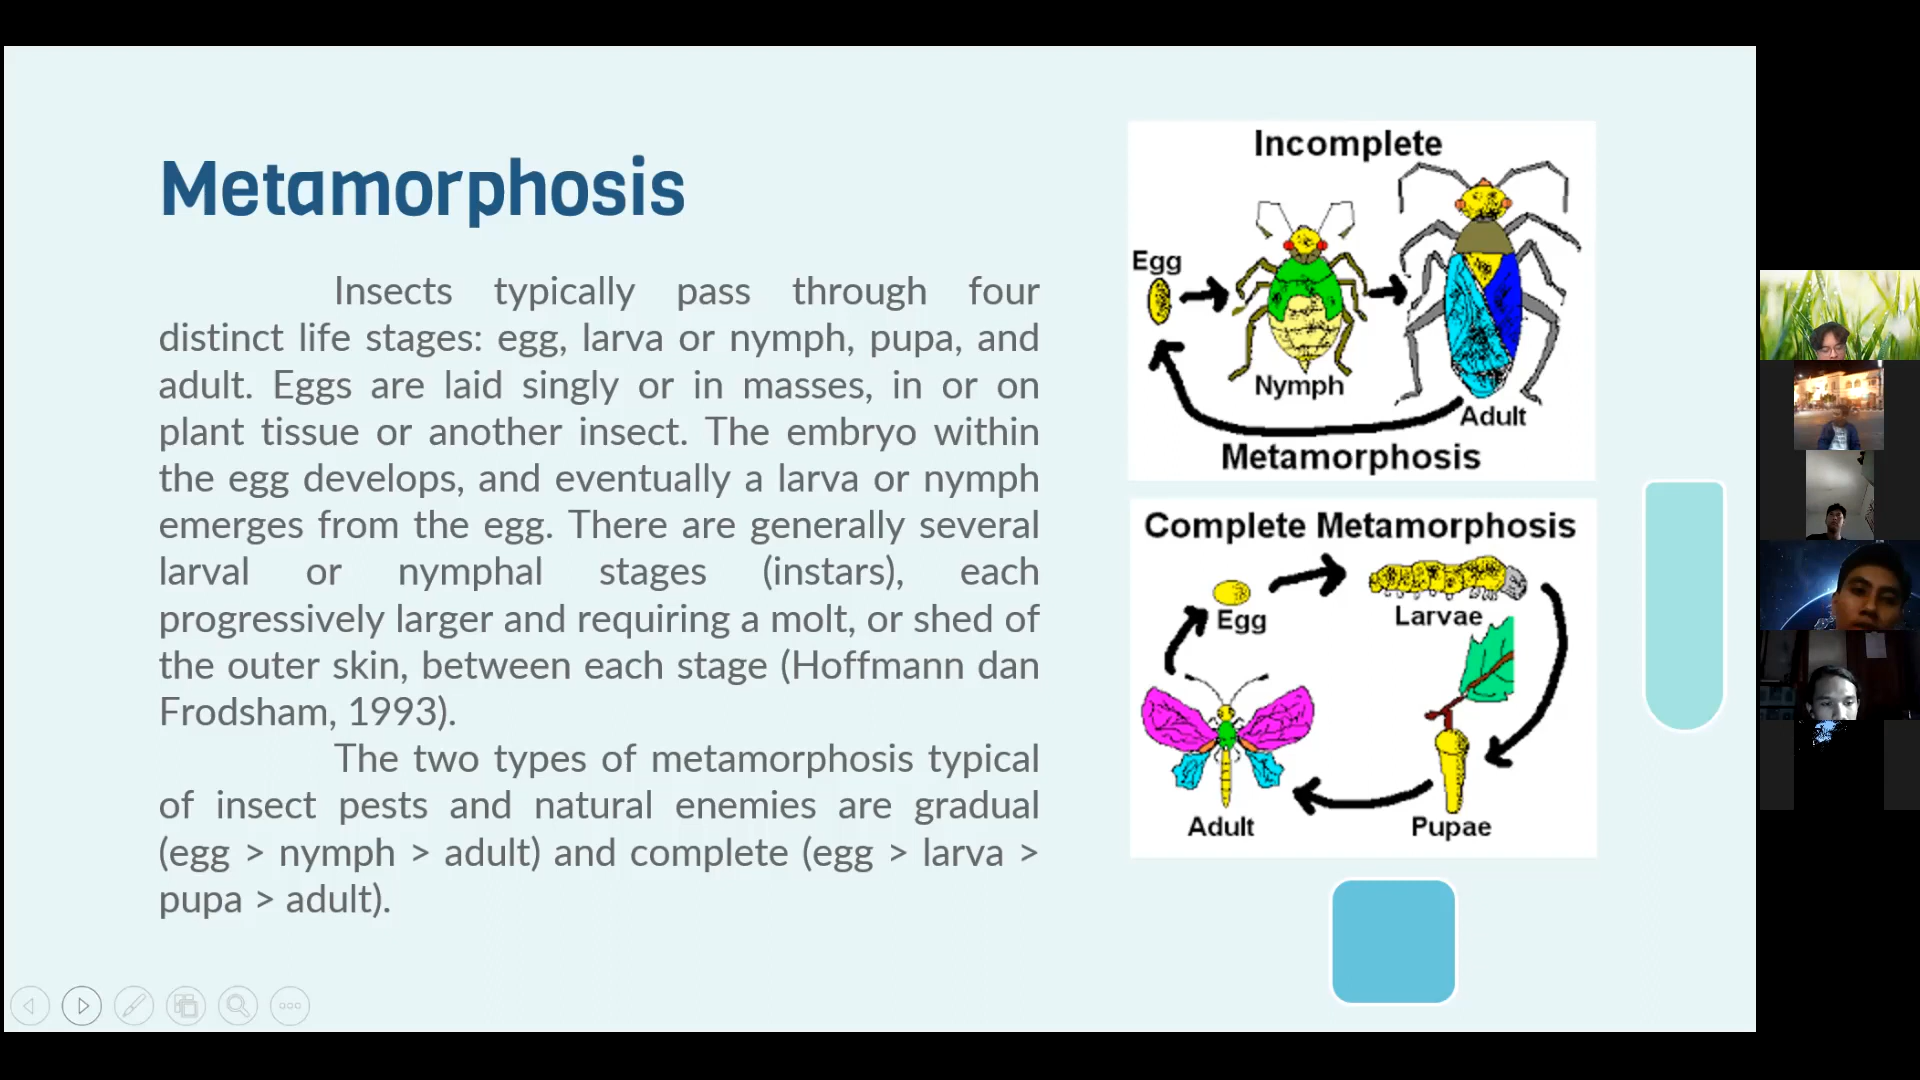 Metamorphosis
Insects typically pass through four
distinct life stages: egg, larva or nymph, pupa, and
adult. Eggs are laid singly or in masses, in or on
plant tissue or another insect. The embryo within
the egg develops, and eventually a larva or nymph
emerges from the egg. There are generally several
larval or nymphal stages (instars), each
progressively larger and requiring a molt, or shed of
the outer skin, between each stage (Hoffmann dan
Frodsham, 1993).
The two types of metamorphosis typical
of insect pests and natural enemies are gradual
(egg > nymph > adult) and complete (egg > larva >
pupa > adult).
Incomplete
Egg
Nymph
Adult
Metamorphosis
Complete Metamorphosis
Egg
Larvae
Adult
Pupae